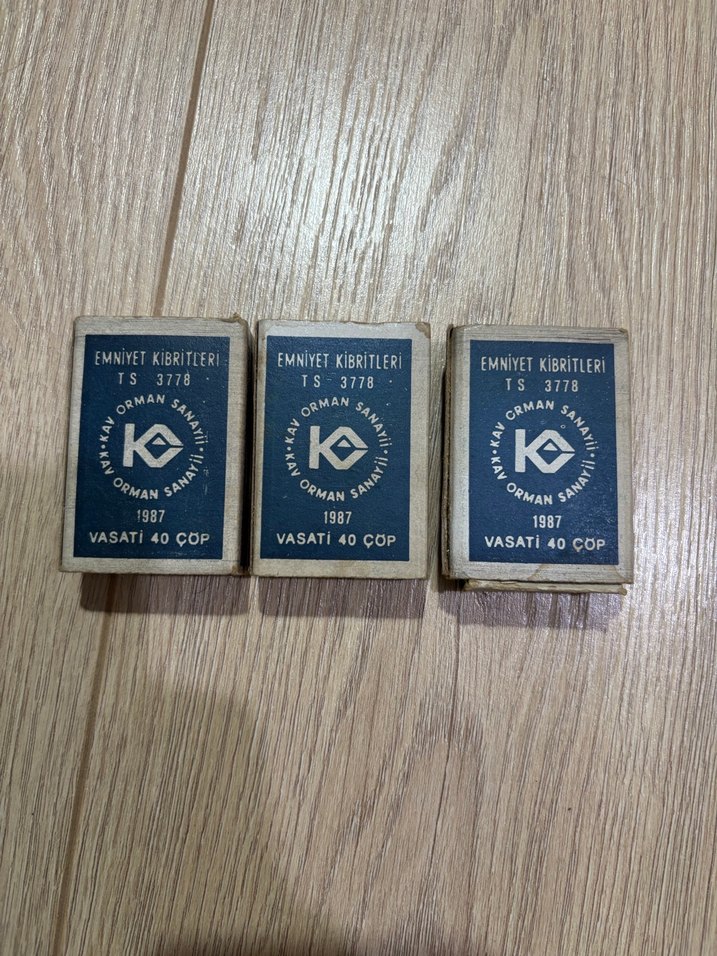 EMNİYET KİBRİTLERİ
TS 3778
KAV ORMAN SANAYİİ • KAV ORMAN SANAYİİ •
1987
VASATİ 40 ÇÖP
EMNİYET KİBRİTLERİ
TS 3778
KAV ORMAN SANAYİİ • KAV ORMAN SANAYİİ •
1987
VASATİ 40 ÇÖP
EMNİYET KİBRİTLERİ
TS 3778
KAV ORMAN SANAYİİ • KAV ORMAN SANAYİİ •
1987
VASATİ 40 ÇÖP